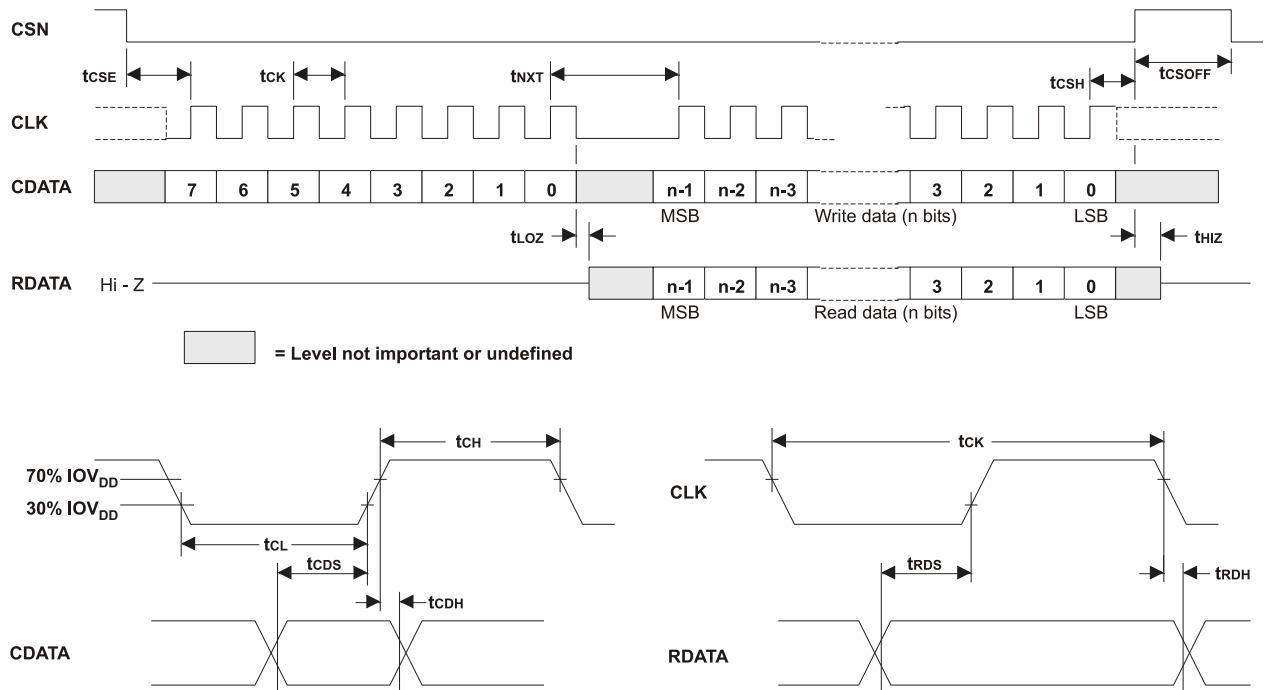 CSN
tCSE tCK tNXT tCSH tCSOFF
CLK
CDATA 7 6 5 4 3 2 1 0 n-1 n-2 n-3 3 2 1 0
MSB Write data (n bits) LSB
tLOZ tHIZ
RDATA Hi - Z n-1 n-2 n-3 3 2 1 0
MSB Read data (n bits) LSB
= Level not important or undefined
tCH tCK
70% IOVDD
CLK
30% IOVDD
tCL
tCDS tRDS tRDH
tCDH
CDATA RDATA